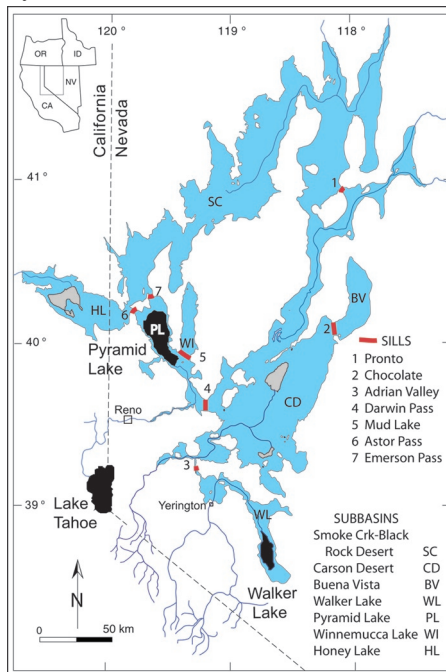 120 °
119 °
118 °
OR
ID
NV
CA
California
Nevada
41 °
1
SC
HL
7
6
PL
WI
BV
2
40 °
Pyramid
Lake
5
SILLS
1 Pronto
2 Chocolate
3 Adrian Valley
4 Darwin Pass
5 Mud Lake
6 Astor Pass
7 Emerson Pass
4
CD
Reno
3
39 °
Lake
Tahoe
Yerington
WL
Walker
Lake
N
0 50 km
SUBBASINS
Smoke Crk-Black
Rock Desert SC
Carson Desert CD
Buena Vista BV
Walker Lake WL
Pyramid Lake PL
Winnemucca Lake WI
Honey Lake HL